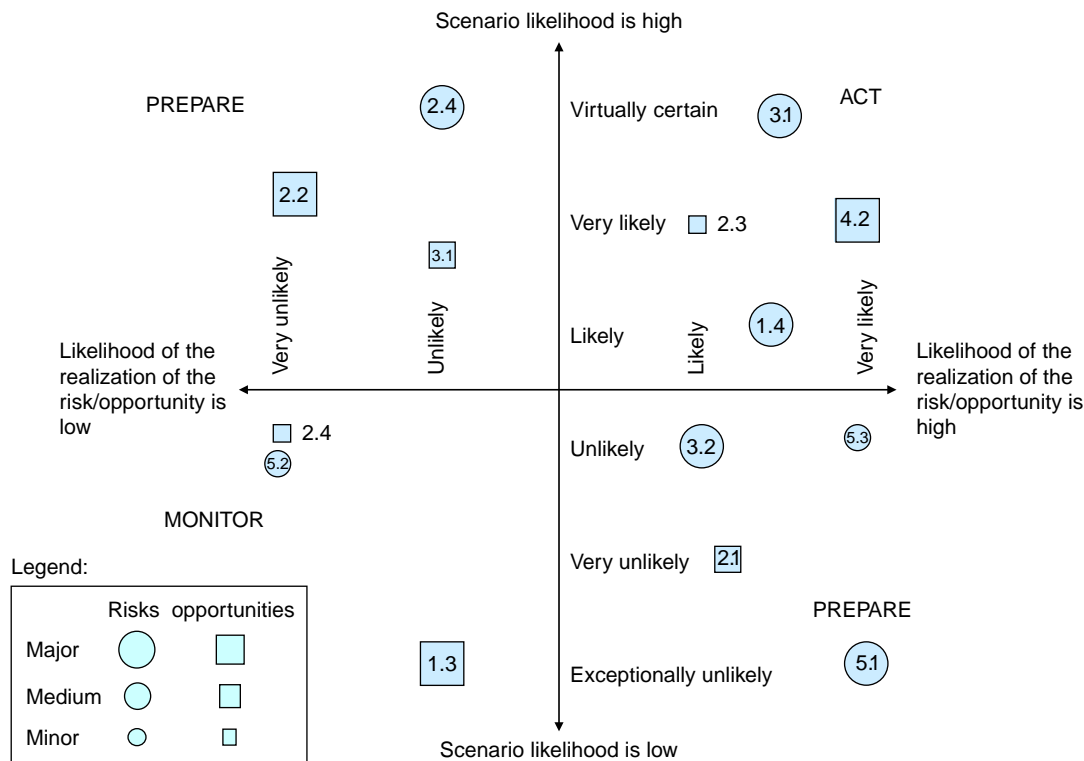 Scenario likelihood is high
PREPARE
2.4
Virtually certain
3.1
ACT
2.2
Very likely
2.3
4.2
3.1
Very unlikely
Unlikely
Likely
Likely
1.4
Very likely
Likelihood of the
realization of the
risk/opportunity is
low
Likelihood of the
realization of the
risk/opportunity is
high
2.4
5.2
Unlikely
3.2
5.3
MONITOR
Very unlikely
2.1
PREPARE
1.3
Exceptionally unlikely
5.1
Scenario likelihood is low
Legend:
Risks opportunities
Major
Medium
Minor